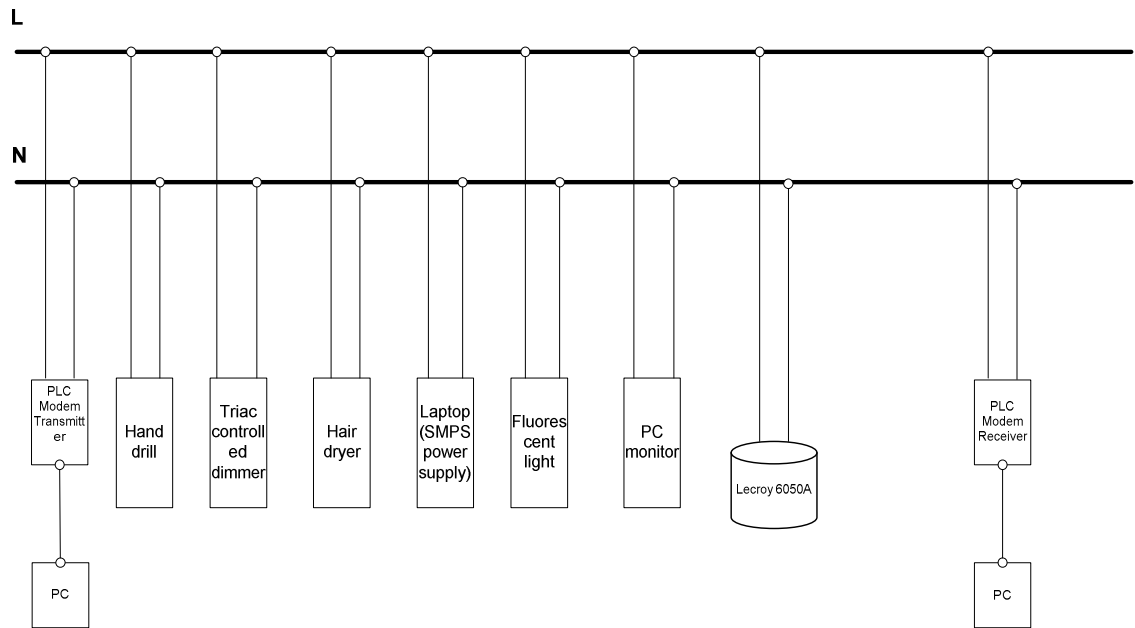 L
N
PLC
Modem
Transmitt
er
Hand
drill
Triac
controll
ed
dimmer
Hair
dryer
Laptop
(SMPS
power
supply)
Fluores
cent
light
PC
monitor
Lecroy 6050A
PLC
Modem
Receiver
PC
PC